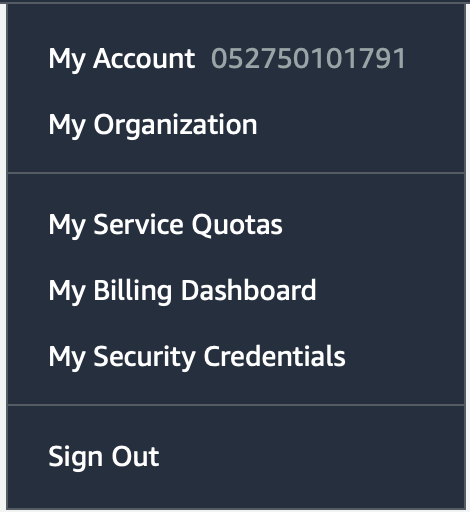 My Account 052750101791
My Organization
My Service Quotas
My Billing Dashboard
My Security Credentials
Sign Out